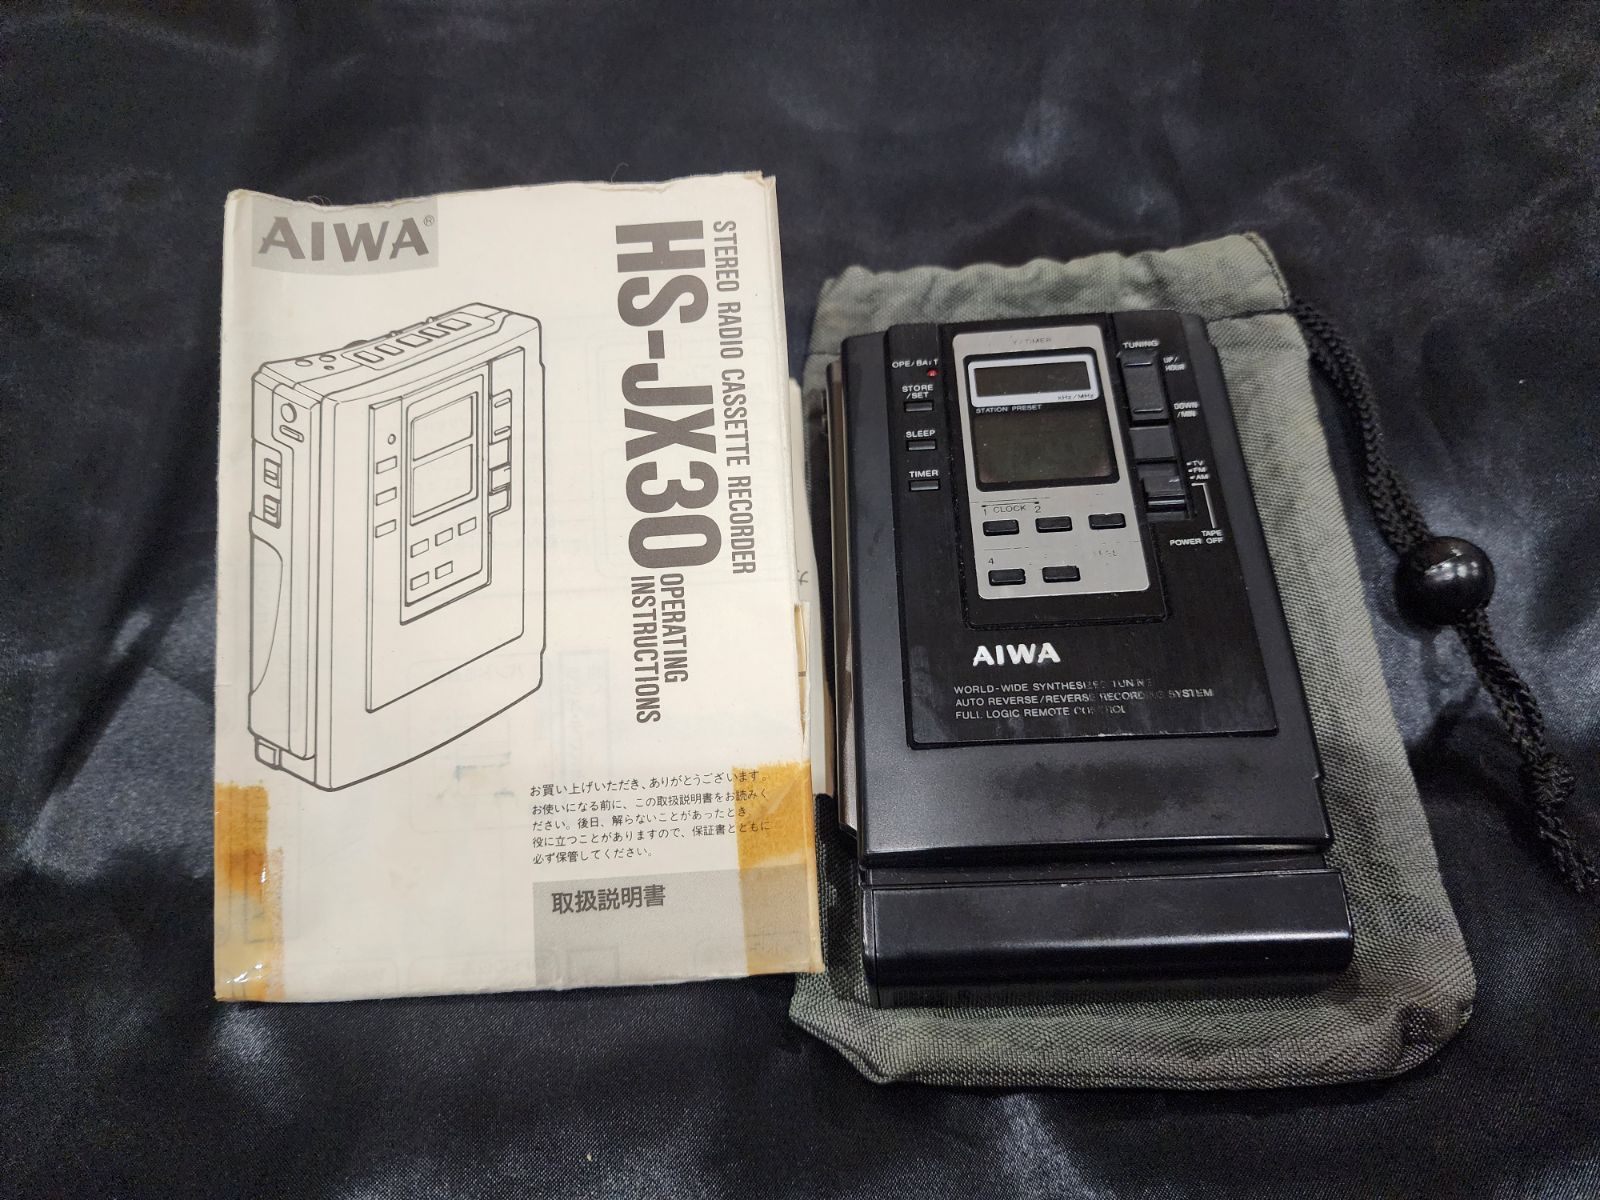 AIWA®
STEREO RADIO CASSETTE RECORDER
HS-JX30
OPERATING
INSTRUCTIONS
お買い上げいただき、ありがとうございます。
お使いになる前に、この取扱説明書をお読みく
ださい。後日、解らないことがあったとき
役に立つことがありますので、保証書とともに
必ず保管してください。
取扱説明書
OPE/BATT
STORE
/SET
SLEEP
TIMER
/TIMER
kHz/MHz
STATION PRESET
1 CLOCK 2
4
TUNING
UP/
HOUR
DOWN
/MIN
TV
FM
AM
TAPE
POWER OFF
AIWA
WORLD-WIDE SYNTHESIZED TUNING
AUTO REVERSE/REVERSE RECORDING SYSTEM
FULL LOGIC REMOTE CONTROL